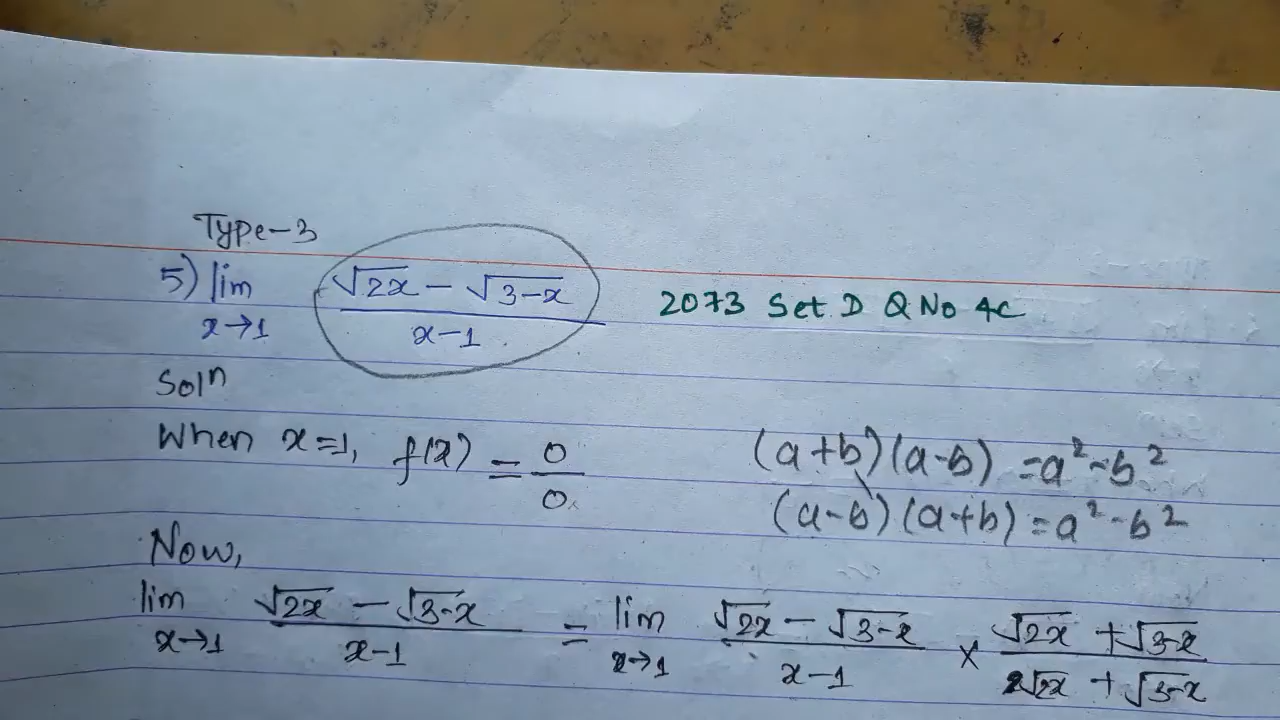 Type-3
5) lim x→1 (√2x - √3-x)/(x-1) 2073 Set D Q No 4c
Solⁿ
When x=1, f(x) = 0/0
(a+b)(a-b) = a²-b²
(a-b)(a+b) = a²-b²
Now,
lim x→1 (√2x - √3-x)/(x-1) = lim x→1 (√2x - √3-x)/(x-1) × (√2x + √3-x)/(√2x + √3-x)